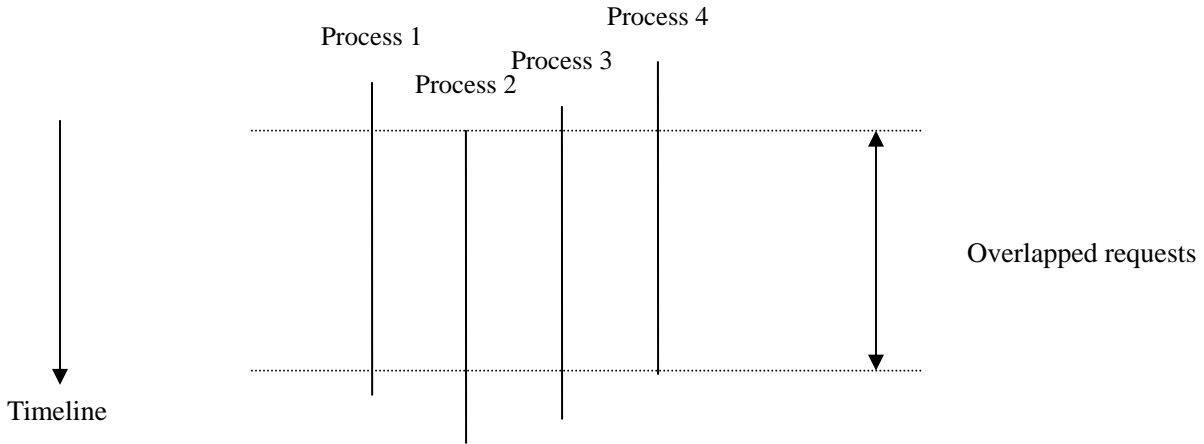 Process 4
Process 1
Process 3
Process 2
Overlapped requests
Timeline